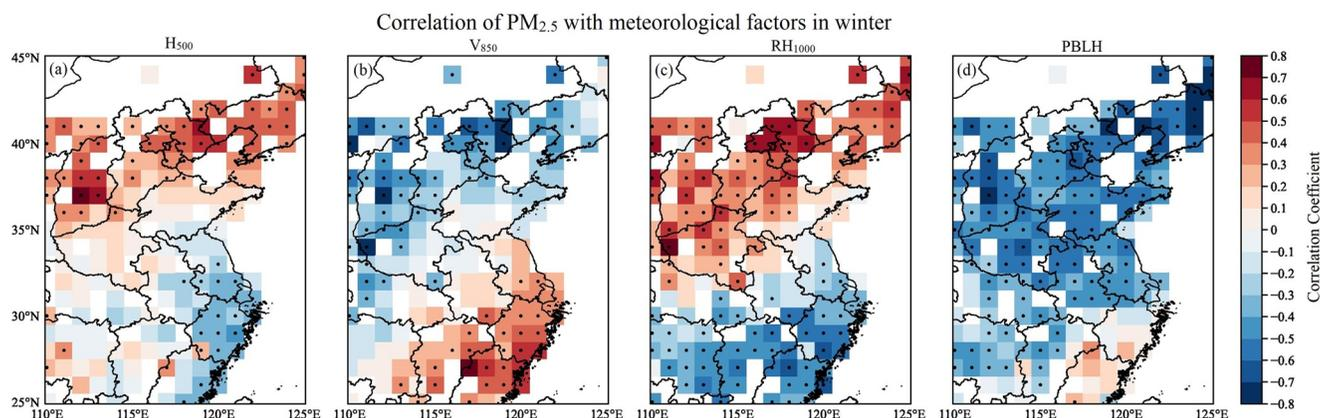 Correlation of PM2.5 with meteorological factors in winter
H500 V850 RH1000 PBLH
(a) (b) (c) (d)
45°N
40°N
35°N
30°N
25°N
110°E 115°E 120°E 125°E 110°E 115°E 120°E 125°E 110°E 115°E 120°E 125°E 110°E 115°E 120°E 125°E
0.8
0.7
0.6
0.5
0.4
0.3
0.2
0.1
0
−0.1
−0.2
−0.3
−0.4
−0.5
−0.6
−0.7
−0.8
Correlation Coefficient